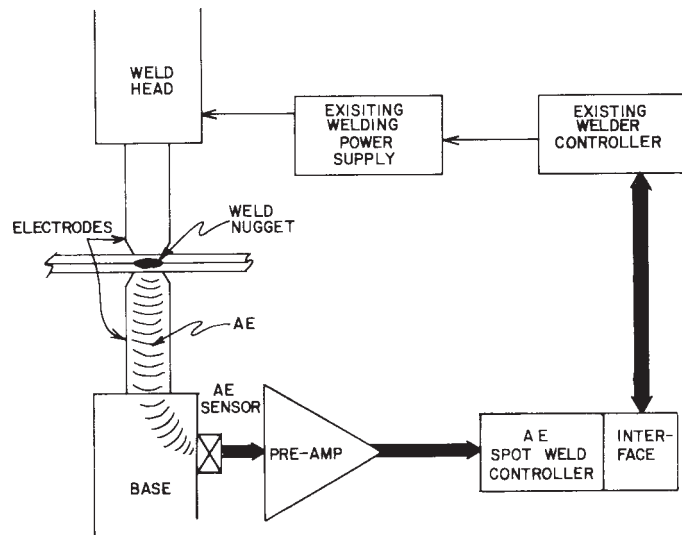 WELD
HEAD
EXISITING
WELDING
POWER
SUPPLY
EXISTING
WELDER
CONTROLLER
ELECTRODES
WELD
NUGGET
AE
AE
SENSOR
BASE
PRE-AMP
AE
SPOT WELD
CONTROLLER
INTER-
FACE